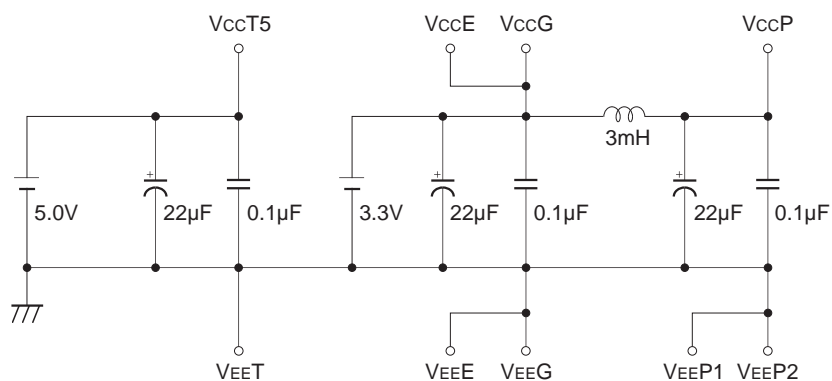 VCCT5
VCCE
VCCG
VCCP
3mH
+
+
+
5.0V
22µF
0.1µF
3.3V
22µF
0.1µF
22µF
0.1µF
VEET
VEEE
VEEG
VEEP1
VEEP2